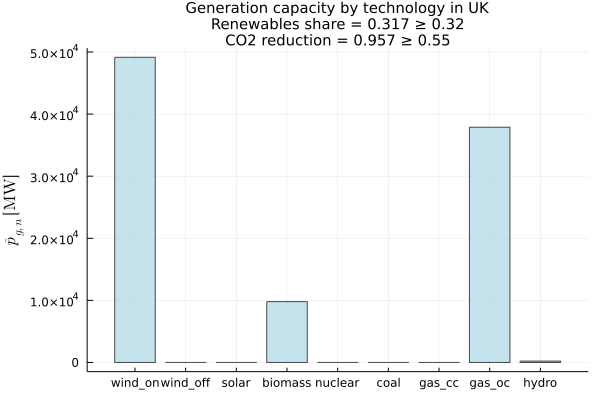 Generation capacity by technology in UK
Renewables share = 0.317 ≥ 0.32
CO2 reduction = 0.957 ≥ 0.55
5.0×10⁴
4.0×10⁴
3.0×10⁴
2.0×10⁴
1.0×10⁴
0
p̄g,n[MW]
wind_on wind_off solar biomass nuclear coal gas_cc gas_oc hydro